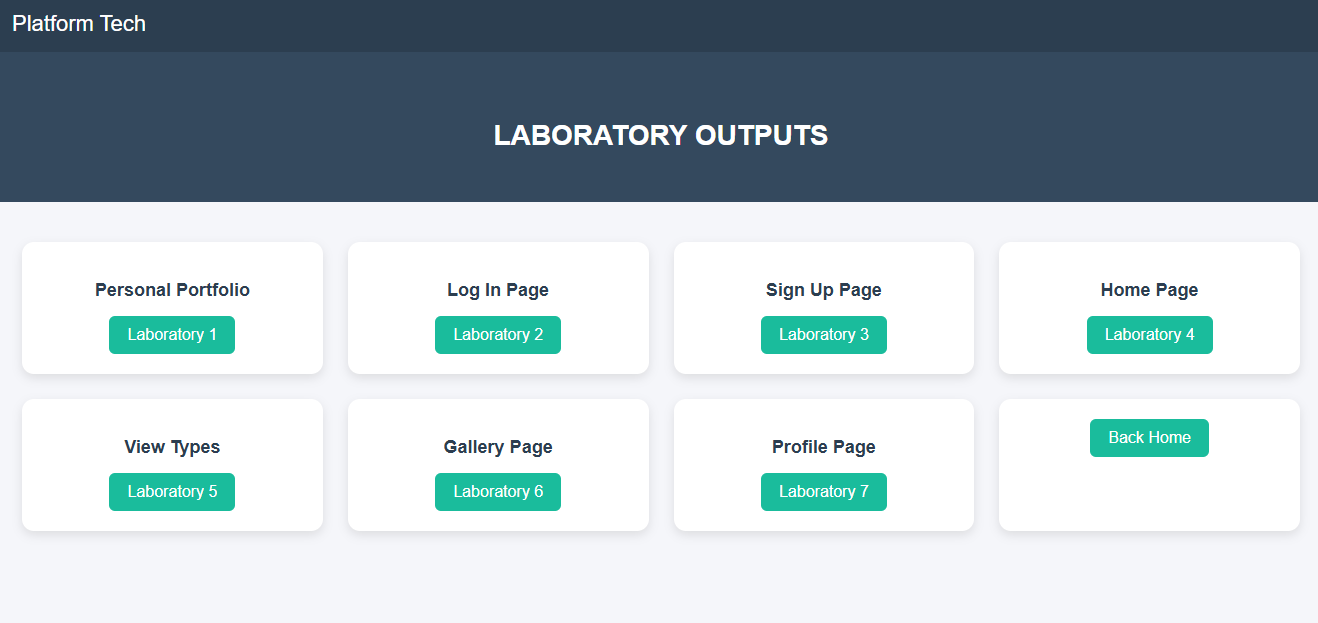 Platform Tech
LABORATORY OUTPUTS
Personal Portfolio
Laboratory 1
Log In Page
Laboratory 2
Sign Up Page
Laboratory 3
Home Page
Laboratory 4
View Types
Laboratory 5
Gallery Page
Laboratory 6
Profile Page
Laboratory 7
Back Home